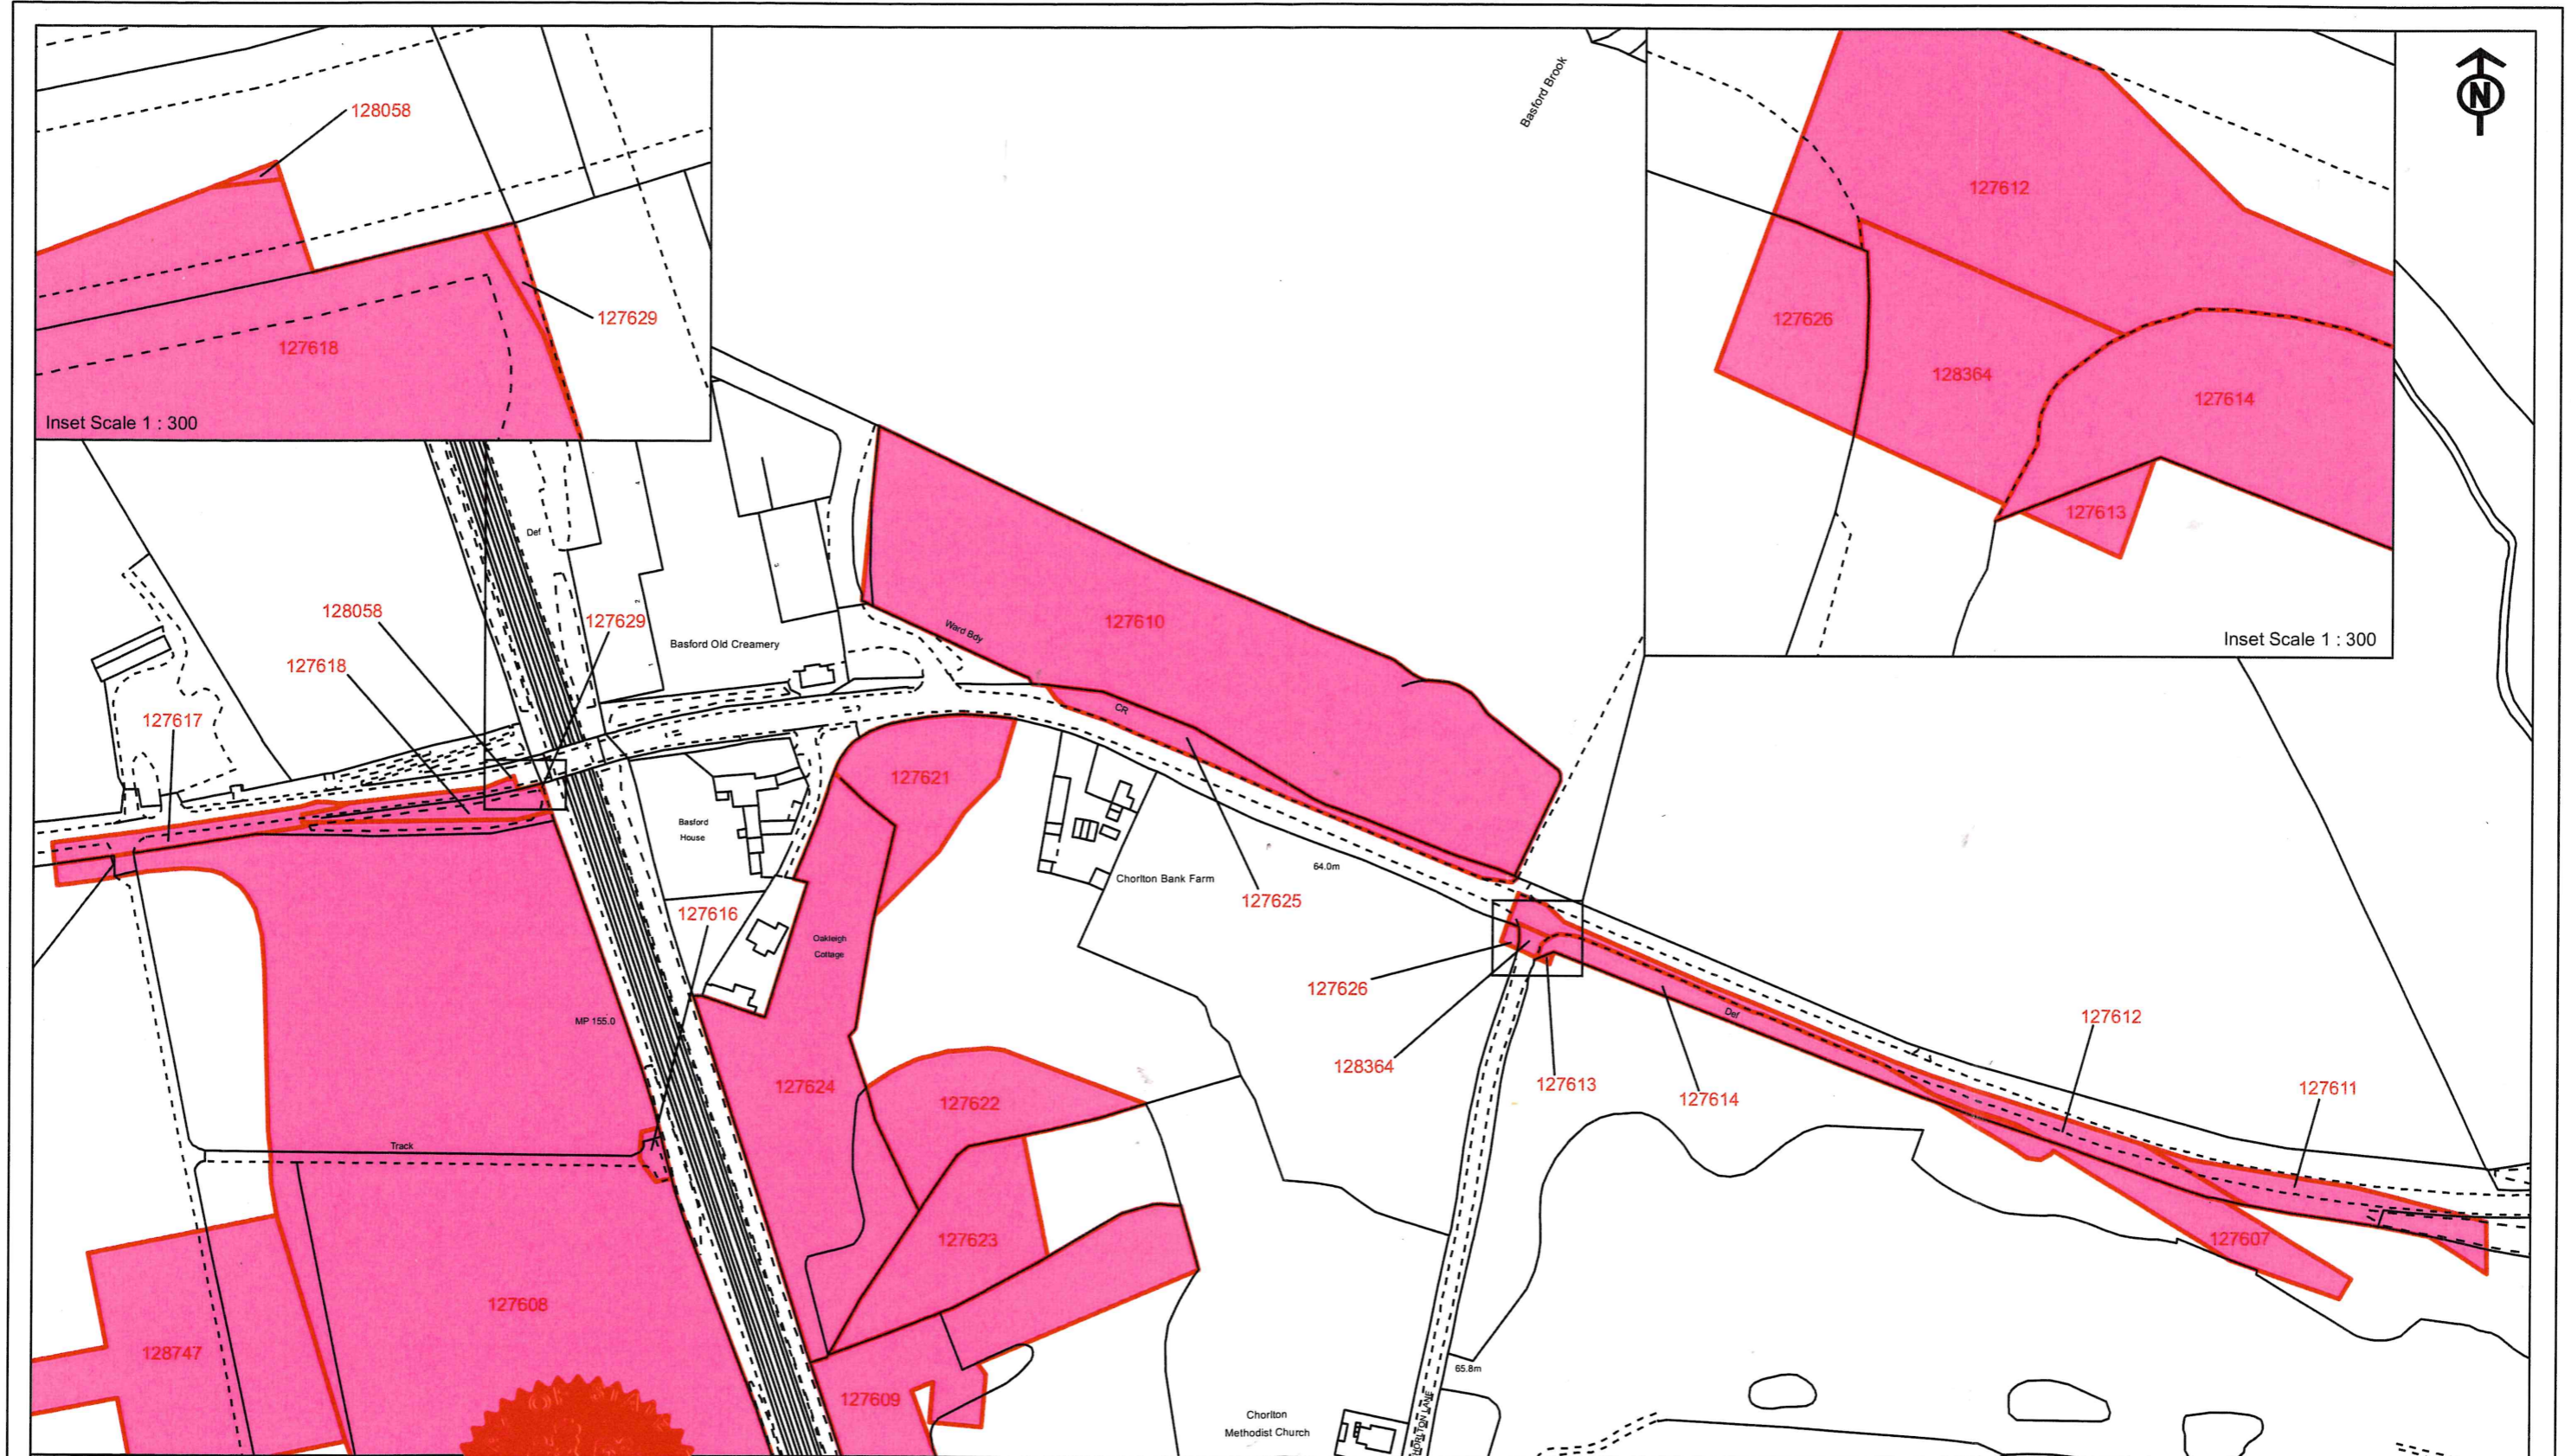 128058
127629
127618
Inset Scale 1 : 300
Basford Brook
N
127612
127626
128364
127614
127613
Inset Scale 1 : 300
Def
128058
127629
127618
Basford Old Creamery
127617
Ward Bdy
127610
CR
127621
Basford
House
64.0m
Chorlton Bank Farm
127625
127616
Oakleigh
Cottage
127626
MP 155.0
Def
127612
128364
127613
127614
127611
127624
127622
Track
127623
127607
127608
128747
65.8m
127609
Chorlton
Methodist Church
CHORLTON LANE